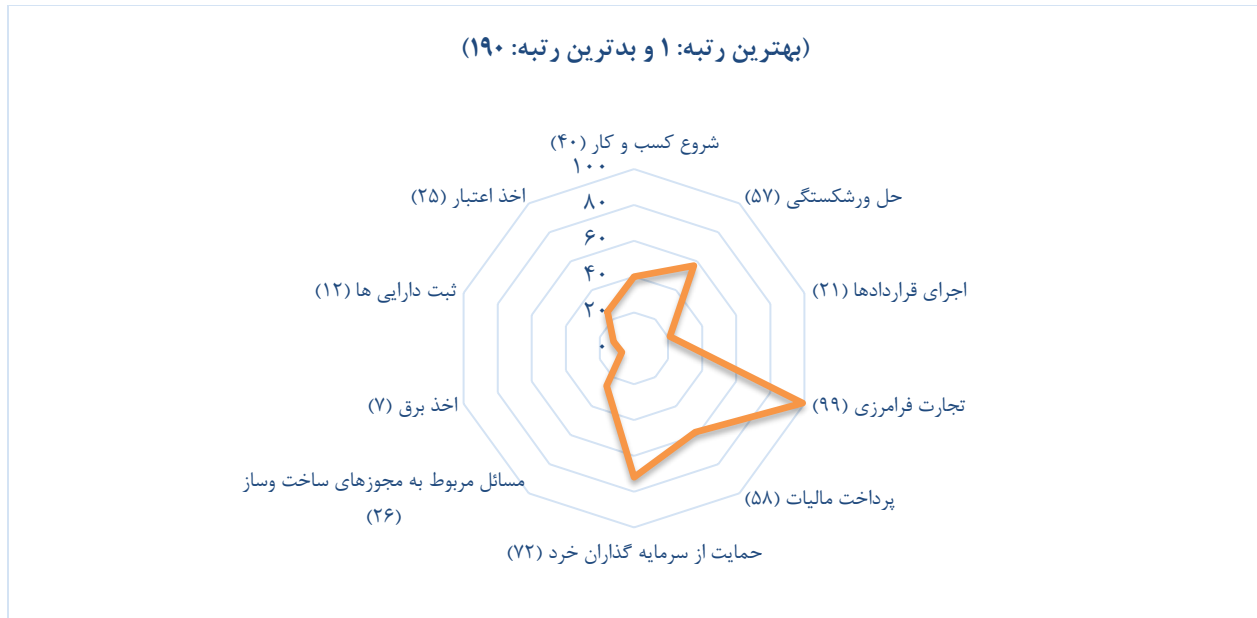 (بهترین رتبه: ۱ و بدترین رتبه: ۱۹۰)
شروع کسب و کار (۴۰)
حل ورشکستگی (۵۷)
اجرای قراردادها (۲۱)
تجارت فرامرزی (۹۹)
پرداخت مالیات (۵۸)
حمایت از سرمایه گذاران خرد (۷۲)
مسائل مربوط به مجوزهای ساخت وساز
(۲۶)
اخذ برق (۷)
ثبت دارایی ها (۱۲)
اخذ اعتبار (۲۵)
۱۰۰
۸۰
۶۰
۴۰
۲۰
۰